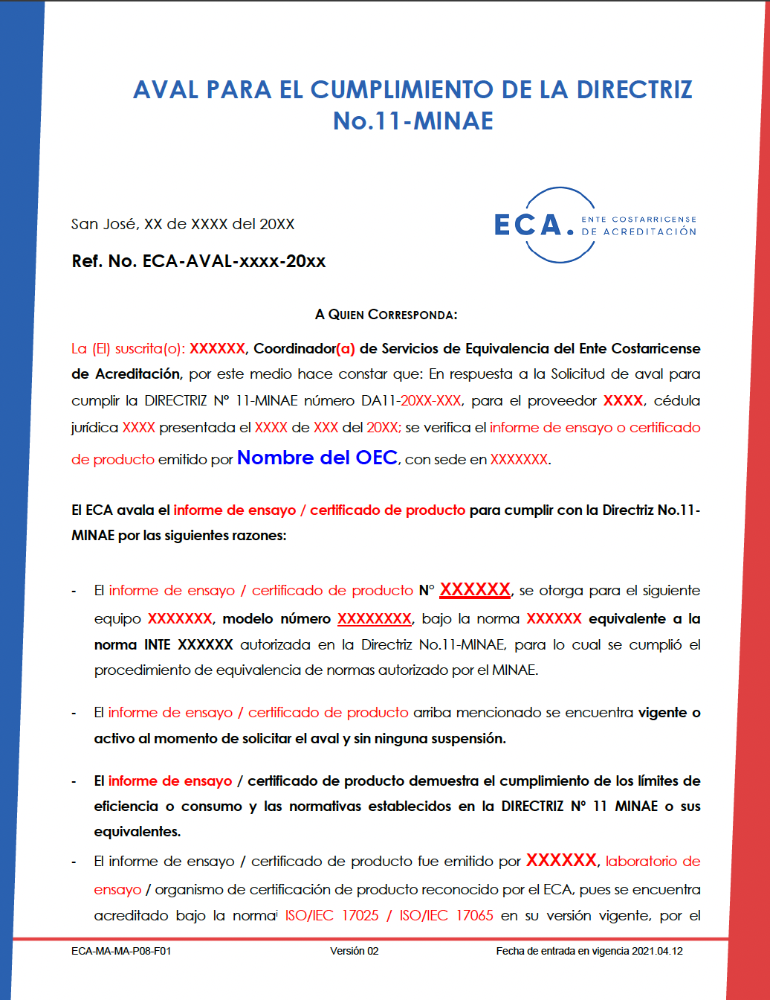 AVAL PARA EL CUMPLIMIENTO DE LA DIRECTRIZ
No.11-MINAE
ECA. ENTE COSTARRICENSE
DE ACREDITACIÓN
San José, XX de XXXX del 20XX
Ref. No. ECA-AVAL-xxxx-20xx
A QUIEN CORRESPONDA:
La (El) suscrita(o): XXXXXX, Coordinador(a) de Servicios de Equivalencia del Ente Costarricense
de Acreditación, por este medio hace constar que: En respuesta a la Solicitud de aval para
cumplir la DIRECTRIZ Nº 11-MINAE número DA11-20XX-XXX, para el proveedor XXXX, cédula
jurídica XXXX presentada el XXXX de XXX del 20XX; se verifica el informe de ensayo o certificado
de producto emitido por Nombre del OEC, con sede en XXXXXXX.
El ECA avala el informe de ensayo / certificado de producto para cumplir con la Directriz No.11-
MINAE por las siguientes razones:
- El informe de ensayo / certificado de producto N° XXXXXX, se otorga para el siguiente
equipo XXXXXXX, modelo número XXXXXXXX, bajo la norma XXXXXX equivalente a la
norma INTE XXXXXX autorizada en la Directriz No.11-MINAE, para lo cual se cumplió el
procedimiento de equivalencia de normas autorizado por el MINAE.
- El informe de ensayo / certificado de producto arriba mencionado se encuentra vigente o
activo al momento de solicitar el aval y sin ninguna suspensión.
- El informe de ensayo / certificado de producto demuestra el cumplimiento de los límites de
eficiencia o consumo y las normativas establecidos en la DIRECTRIZ Nº 11 MINAE o sus
equivalentes.
- El informe de ensayo / certificado de producto fue emitido por XXXXXX, laboratorio de
ensayo / organismo de certificación de producto reconocido por el ECA, pues se encuentra
acreditado bajo la normaⁱ ISO/IEC 17025 / ISO/IEC 17065 en su versión vigente, por el
ECA-MA-MA-P08-F01 Versión 02 Fecha de entrada en vigencia 2021.04.12